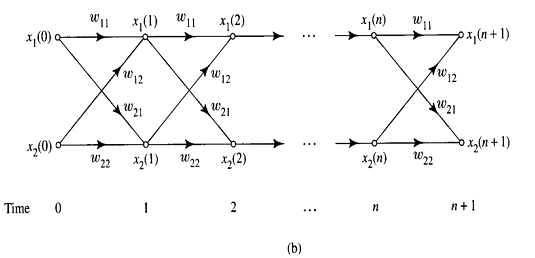 w₁₁ x₁(1) w₁₁ x₁(2) x₁(n) w₁₁
x₁(0) ... x₁(n + 1)
w₁₂ w₁₂ w₁₂
w₂₁ w₂₁ w₂₁
x₂(0) ... x₂(n + 1)
w₂₂ x₂(1) w₂₂ x₂(2) x₂(n) w₂₂
Time 0 1 2 ... n n + 1
(b)